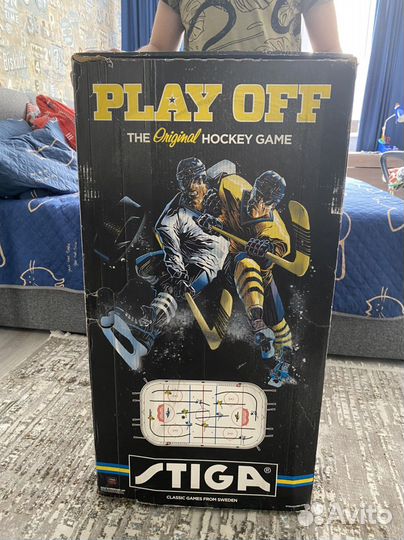 PLAY OFF
THE Original HOCKEY GAME
STIGA®
CLASSIC GAMES FROM SWEDEN
Avito